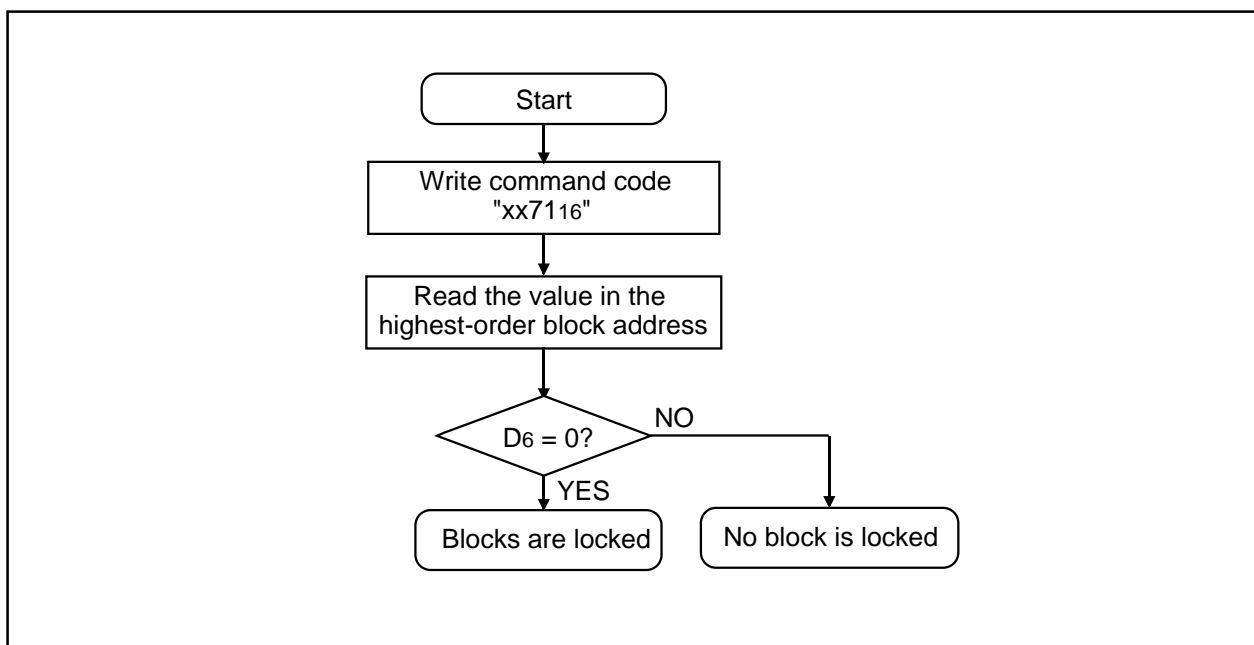 Start
Write command code
"xx7116"
Read the value in the
highest-order block address
D6 = 0?
NO
YES
Blocks are locked
No block is locked